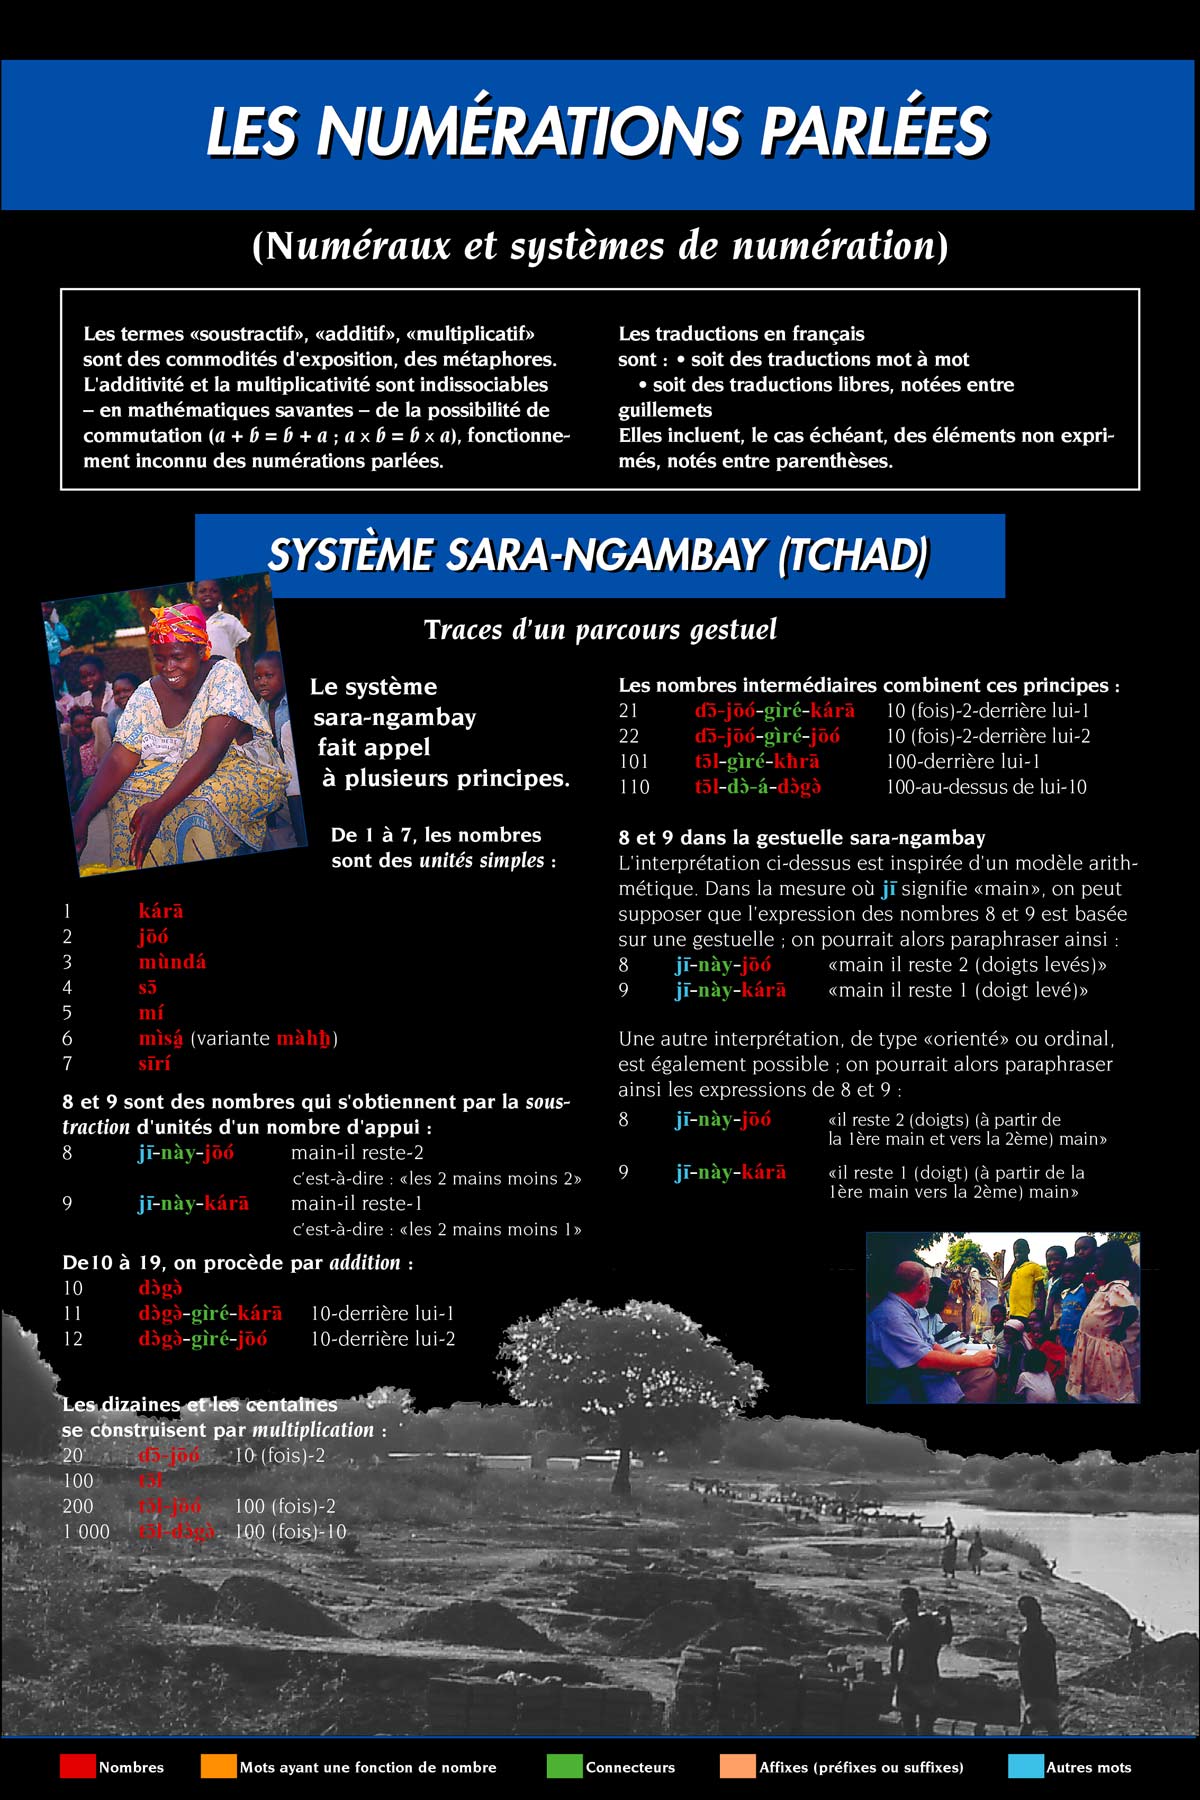 LES NUMÉRATIONS PARLÉES
(Numéraux et systèmes de numération)
Les termes «soustractif», «additif», «multiplicatif»
sont des commodités d'exposition, des métaphores.
L'additivité et la multiplicativité sont indissociables
– en mathématiques savantes – de la possibilité de
commutation (a + b = b + a ; a x b = b x a), fonctionne-
ment inconnu des numérations parlées.
Les traductions en français
sont : • soit des traductions mot à mot
• soit des traductions libres, notées entre
guillemets
Elles incluent, le cas échéant, des éléments non expri-
més, notés entre parenthèses.
SYSTÈME SARA-NGAMBAY (TCHAD)
Traces d'un parcours gestuel
Le système
sara-ngambay
fait appel
à plusieurs principes.
De 1 à 7, les nombres
sont des unités simples :
1 kárā
2 jōó
3 mùndá
4 sɔ̄
5 mí
6 mìsá̰ (variante màhḭ̄)
7 sīrí
8 et 9 sont des nombres qui s'obtiennent par la sous-
traction d'unités d'un nombre d'appui :
8 jī-này-jōó main-il reste-2
c'est-à-dire : «les 2 mains moins 2»
9 jī-này-kárā main-il reste-1
c'est-à-dire : «les 2 mains moins 1»
De10 à 19, on procède par addition :
10 dɔ̀gɔ̀
11 dɔ̀gɔ̀-gìré-kárā 10-derrière lui-1
12 dɔ̀gɔ̀-gìré-jōó 10-derrière lui-2
Les dizaines et les centaines
se construisent par multiplication :
20 ɗɔ̄-jōó 10 (fois)-2
100 tɔ̄l
200 tɔ̄l-jōó 100 (fois)-2
1 000 tɔ̄l-dɔ̀gɔ̀ 100 (fois)-10
Les nombres intermédiaires combinent ces principes :
21 ɗɔ̄-jōó-gìré-kárā 10 (fois)-2-derrière lui-1
22 ɗɔ̄-jōó-gìré-jōó 10 (fois)-2-derrière lui-2
101 tɔ̄l-gìré-kħrā 100-derrière lui-1
110 tɔ̄l-dɔ̀-á-dɔ̀gɔ̀ 100-au-dessus de lui-10
8 et 9 dans la gestuelle sara-ngambay
L'interprétation ci-dessus est inspirée d'un modèle arith-
métique. Dans la mesure où jī signifie «main», on peut
supposer que l'expression des nombres 8 et 9 est basée
sur une gestuelle ; on pourrait alors paraphraser ainsi :
8 jī-này-jōó «main il reste 2 (doigts levés)»
9 jī-này-kárā «main il reste 1 (doigt levé)»
Une autre interprétation, de type «orienté» ou ordinal,
est également possible ; on pourrait alors paraphraser
ainsi les expressions de 8 et 9 :
8 jī-này-jōó «il reste 2 (doigts) (à partir de
la 1ère main et vers la 2ème) main»
9 jī-này-kárā «il reste 1 (doigt) (à partir de la
1ère main vers la 2ème) main»
Nombres
Mots ayant une fonction de nombre
Connecteurs
Affixes (préfixes ou suffixes)
Autres mots